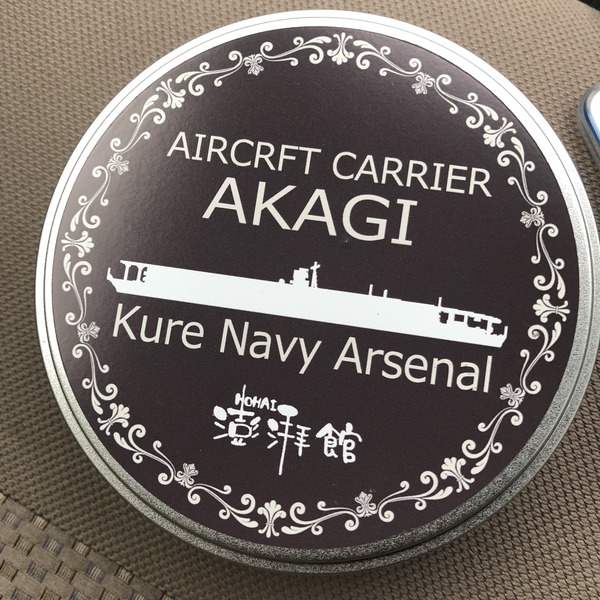 AIRCRFT CARRIER
AKAGI
Kure Navy Arsenal
HOHAI
澎湃館